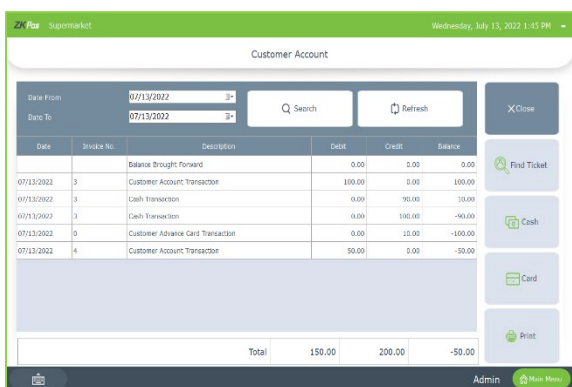 ZKPos Supermarket Wednesday, July 13, 2022 1:45 PM
Customer Account
Date From 07/13/2022
Date To 07/13/2022
Search
Refresh
Close
Date Invoice No. Description Debit Credit Balance
Balance Brought Forward 0.00 0.00 0.00
07/13/2022 3 Customer Account Transaction 100.00 0.00 100.00
07/13/2022 3 Cash Transaction 0.00 90.00 10.00
07/13/2022 3 Cash Transaction 0.00 100.00 -90.00
07/13/2022 0 Customer Advance Card Transaction 0.00 10.00 -100.00
07/13/2022 4 Customer Account Transaction 50.00 0.00 -50.00
Find Ticket
Cash
Card
Print
Total 150.00 200.00 -50.00
Admin Main Menu